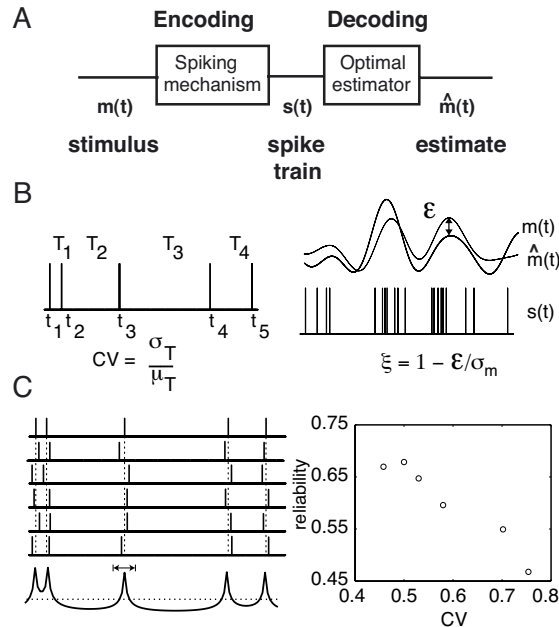 A
Encoding
Decoding
Spiking mechanism
Optimal estimator
m(t)
s(t)
m̂(t)
stimulus
spike train
estimate
B
T1 T2 T3 T4
t1 t2 t3 t4 t5
CV = σT / μT
ε
m(t)
m̂(t)
s(t)
ξ = 1 − ε/σm
C
reliability
0.75
0.65
0.55
0.45
0.4 0.5 0.6 0.7 0.8
CV